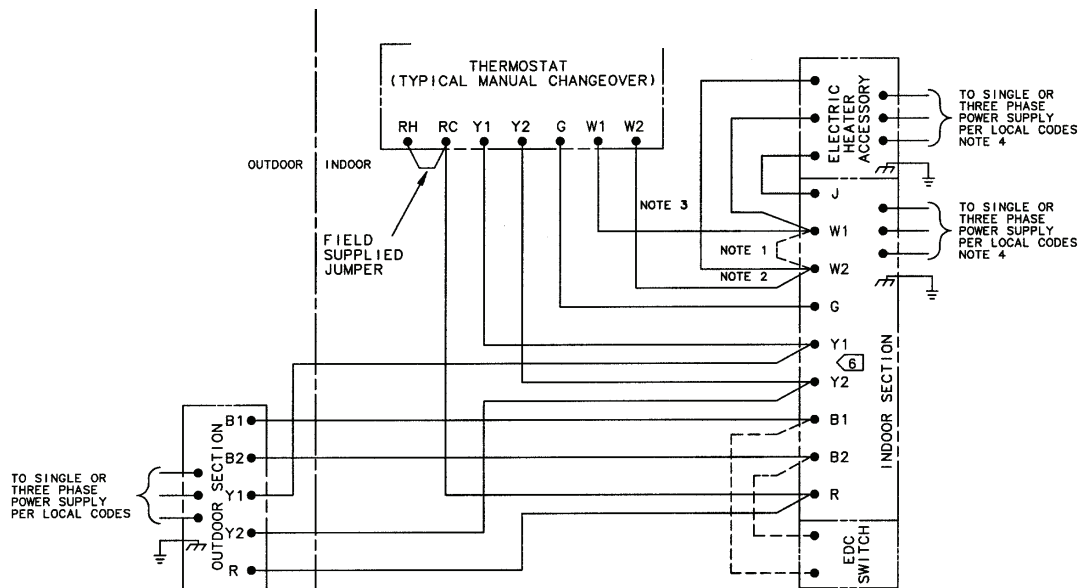 THERMOSTAT
(TYPICAL MANUAL CHANGEOVER)
RH RC Y1 Y2 G W1 W2
OUTDOOR INDOOR
FIELD
SUPPLIED
JUMPER
NOTE 3
NOTE 1
NOTE 2
ELECTRIC
HEATER
ACCESSORY
TO SINGLE OR
THREE PHASE
POWER SUPPLY
PER LOCAL CODES
NOTE 4
J
W1
W2
G
Y1
6
Y2
B1
B2
R
INDOOR SECTION
TO SINGLE OR
THREE PHASE
POWER SUPPLY
PER LOCAL CODES
NOTE 4
EDC
SWITCH
OUTDOOR SECTION
B1
B2
Y1
Y2
R
TO SINGLE OR
THREE PHASE
POWER SUPPLY
PER LOCAL CODES